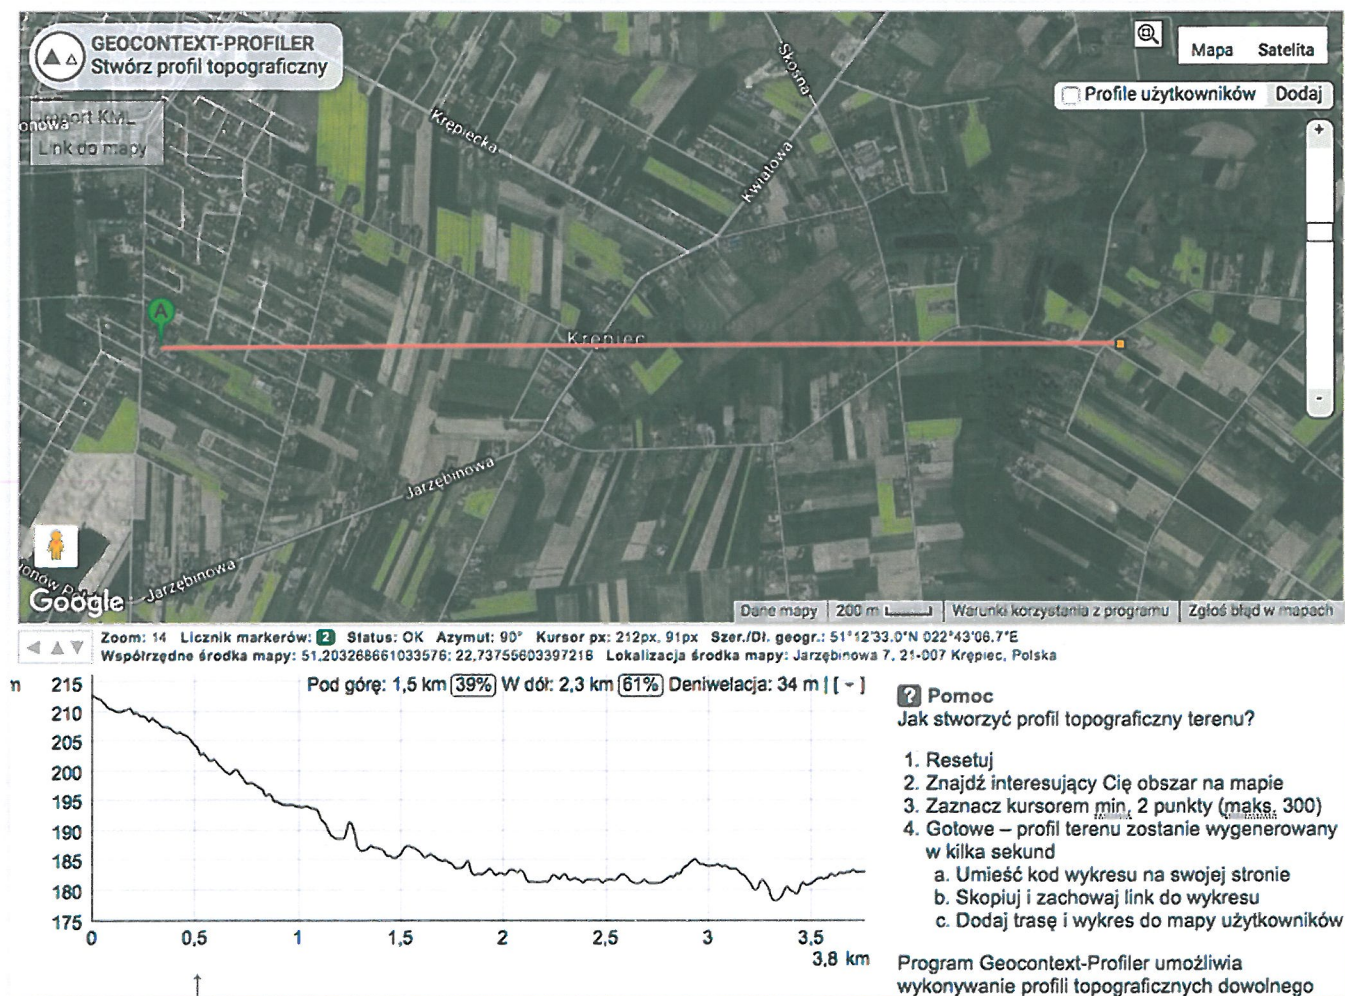 GEOCONTEXT-PROFILER
Stwórz profil topograficzny
Mapa Satelita
Profile użytkowników Dodaj
+
-
onowa
Import KML
Link do mapy
Skośna
Krępiecka
Kwiatowa
A
Krępiec
Jarzębinowa
Jarzębinowa
Google
Dane mapy 200 m Warunki korzystania z programu Zgłoś błąd w mapach
Zoom: 14 Licznik markerów: 2 Status: OK Azymut: 90° Kursor px: 212px, 91px Szer./Dł. geogr.: 51°12'33.0"N 022°43'06.7"E
Współrzędne środka mapy: 51,203268661033576; 22,73755603397216 Lokalizacja środka mapy: Jarzębinowa 7, 21-007 Krępiec, Polska
Pod górę: 1,5 km 39% W dół: 2,3 km 61% Deniwelacja: 34 m | [ - ]
m
215
210
205
200
195
190
185
180
175
0 0,5 1 1,5 2 2,5 3 3,5
3,8 km
? Pomoc
Jak stworzyć profil topograficzny terenu?
1. Resetuj
2. Znajdź interesujący Cię obszar na mapie
3. Zaznacz kursorem min. 2 punkty (maks. 300)
4. Gotowe – profil terenu zostanie wygenerowany
w kilka sekund
a. Umieść kod wykresu na swojej stronie
b. Skopiuj i zachowaj link do wykresu
c. Dodaj trasę i wykres do mapy użytkowników
Program Geocontext-Profiler umożliwia
wykonywanie profili topograficznych dowolnego